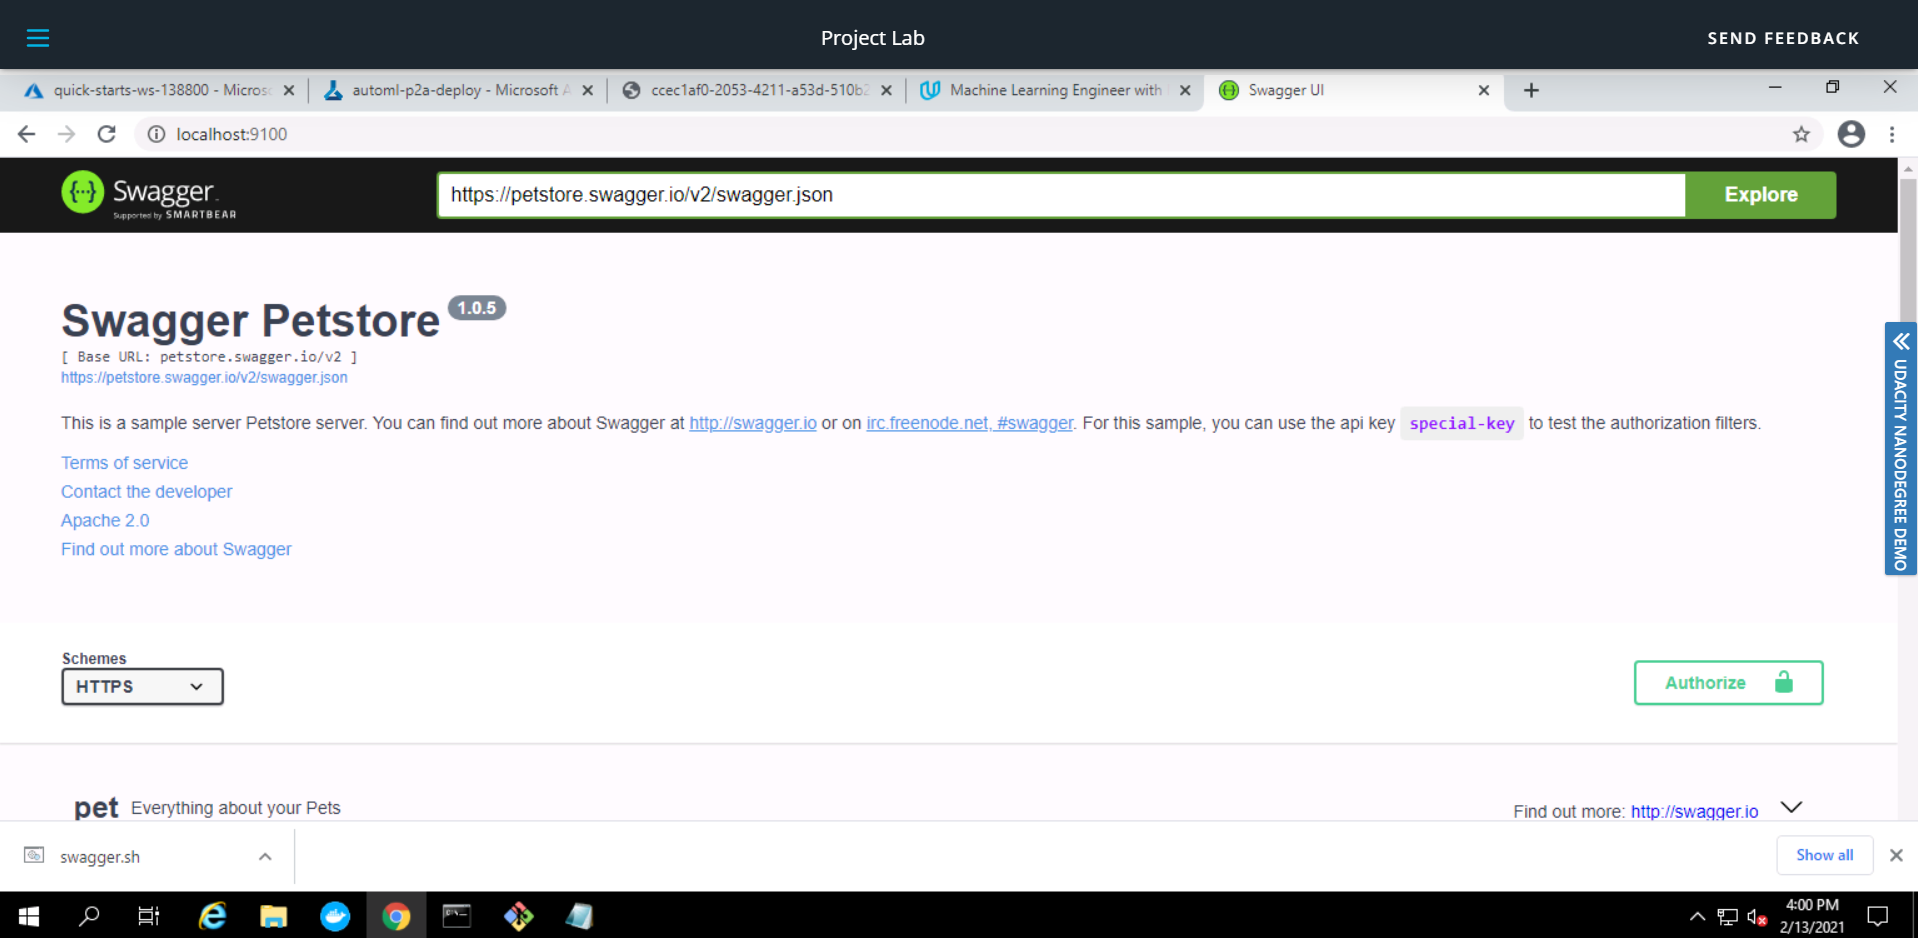 Project Lab
SEND FEEDBACK
quick-starts-ws-138800 - Micros
automl-p2a-deploy - Microsoft A
ccec1af0-2053-4211-a53d-510b2
Machine Learning Engineer with
Swagger UI
localhost:9100
Swagger
Supported by SMARTBEAR
https://petstore.swagger.io/v2/swagger.json
Explore
Swagger Petstore 1.0.5
[ Base URL: petstore.swagger.io/v2 ]
https://petstore.swagger.io/v2/swagger.json
This is a sample server Petstore server. You can find out more about Swagger at http://swagger.io or on irc.freenode.net, #swagger. For this sample, you can use the api key special-key to test the authorization filters.
Terms of service
Contact the developer
Apache 2.0
Find out more about Swagger
UDACITY NANODEGREE DEMO
Schemes
HTTPS
Authorize
pet Everything about your Pets
Find out more: http://swagger.io
swagger.sh
Show all
4:00 PM
2/13/2021